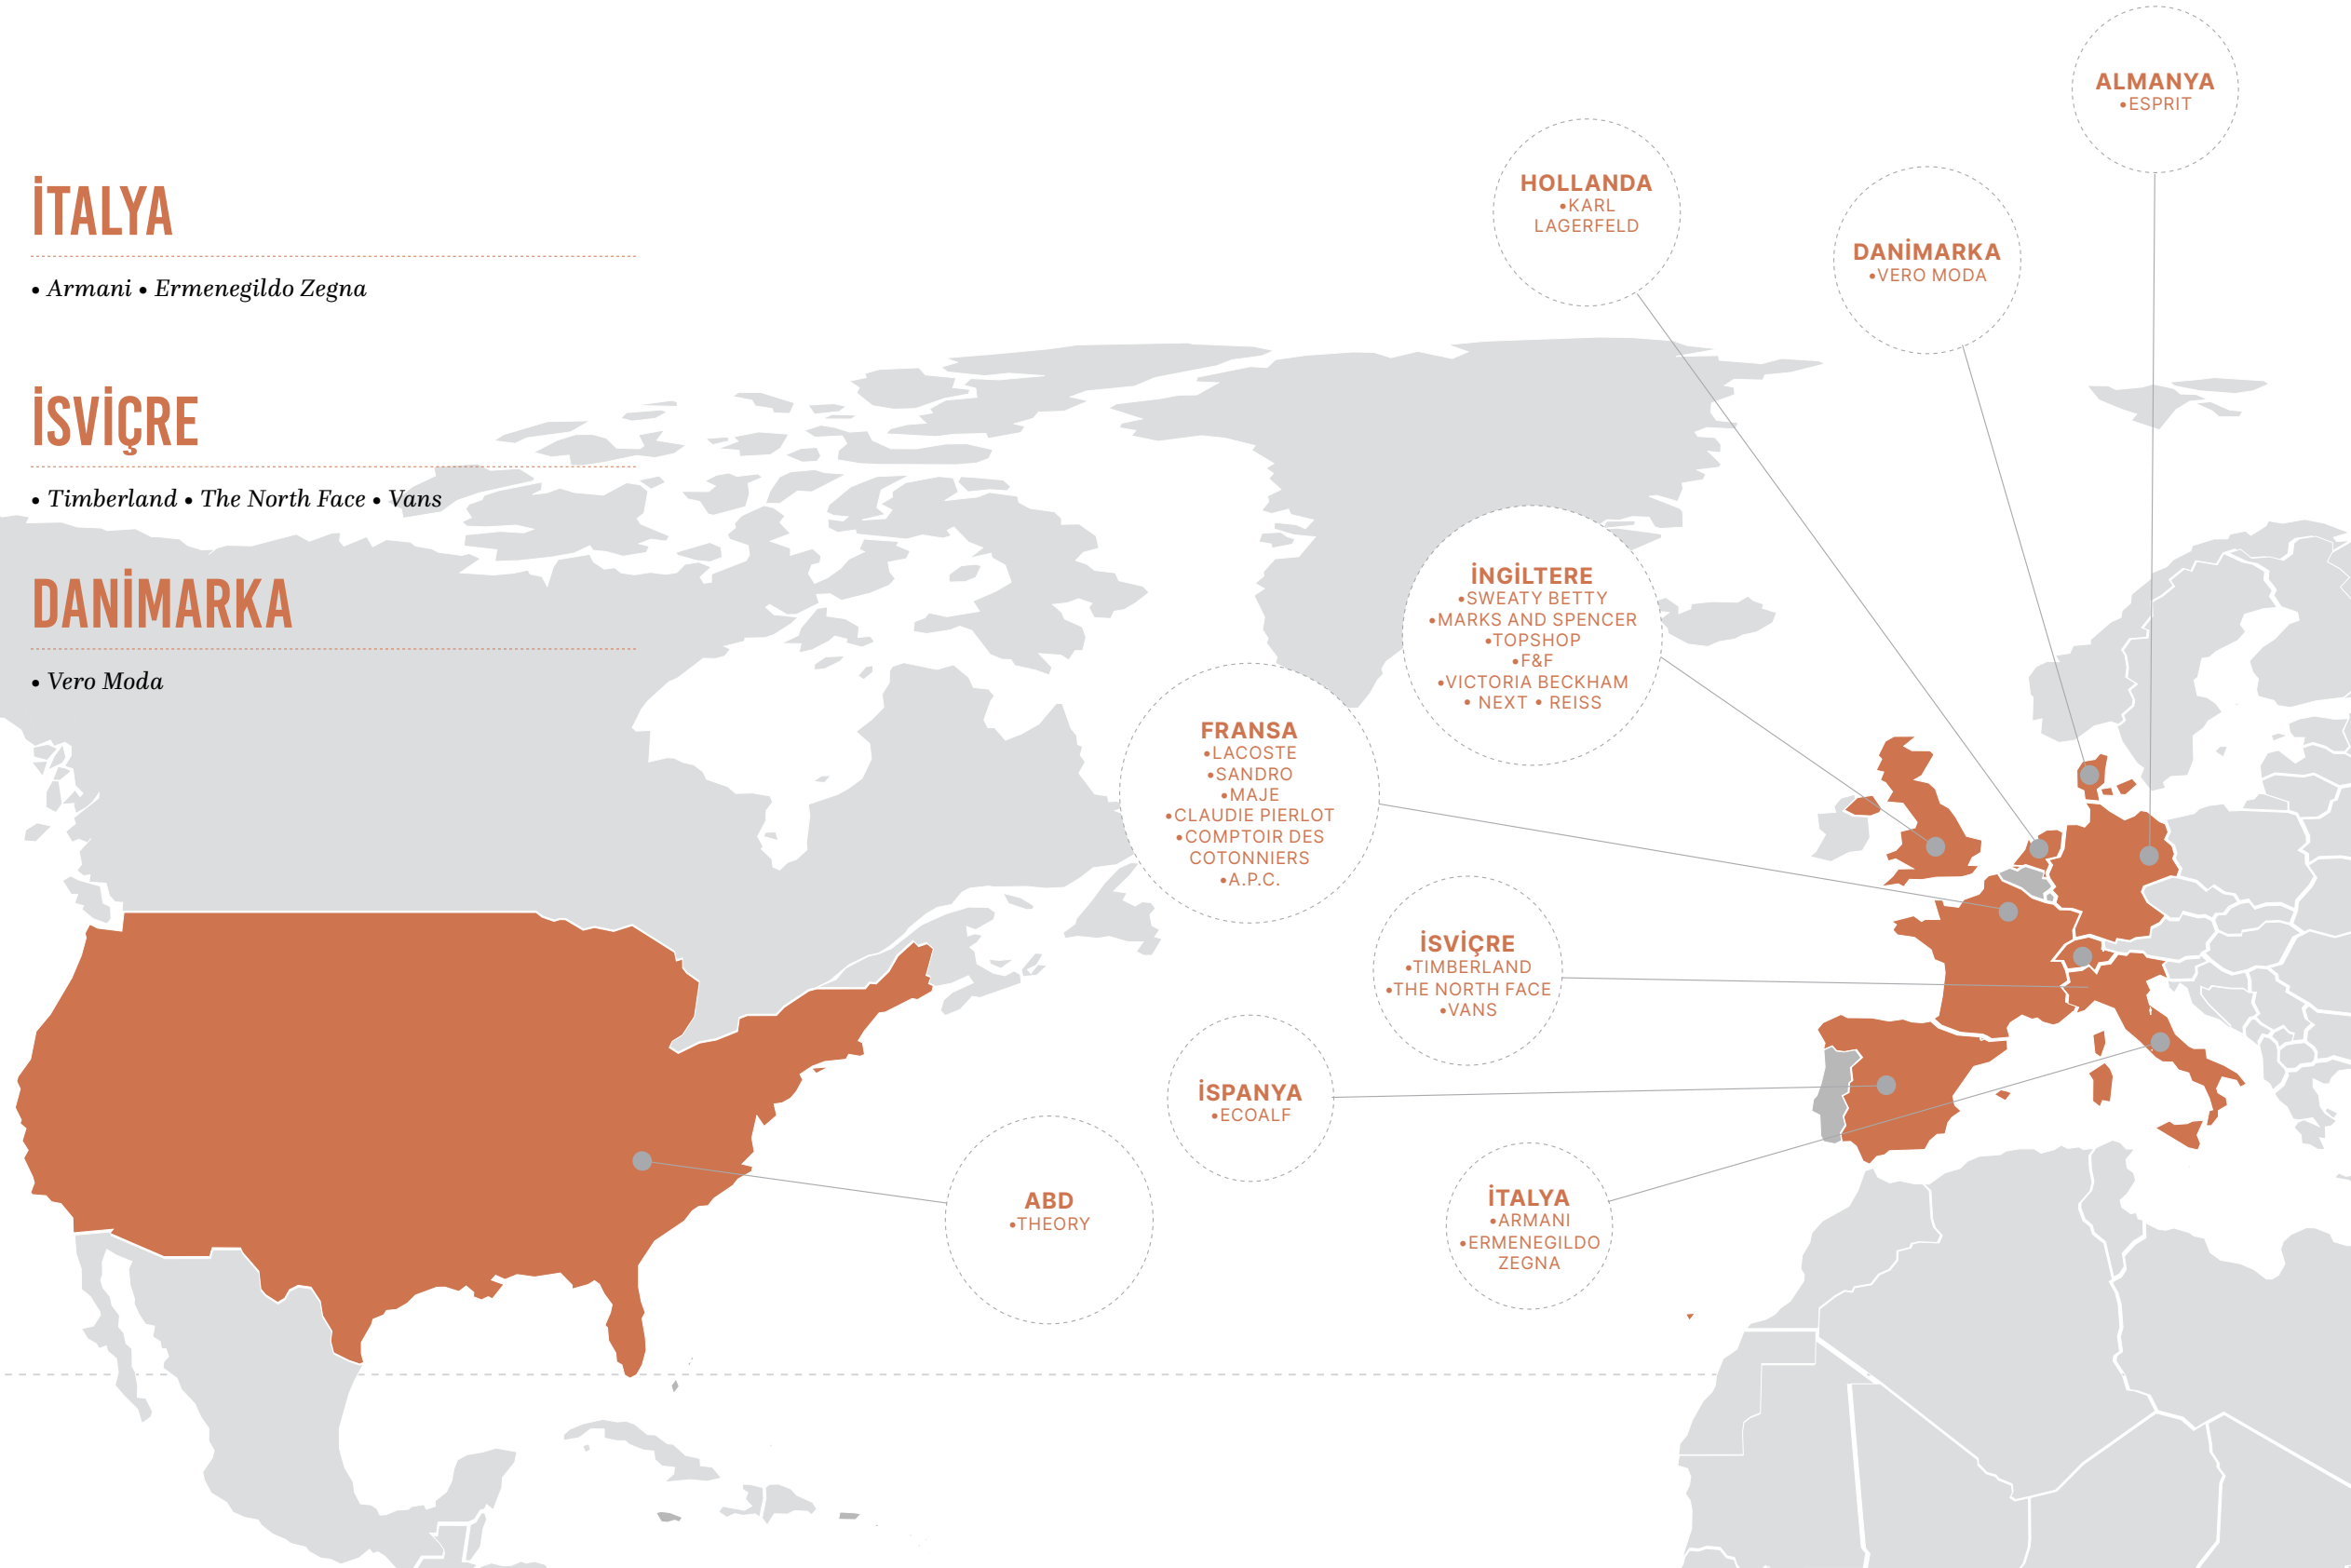 İTALYA
• Armani • Ermenegildo Zegna
İSVİÇRE
• Timberland • The North Face • Vans
DANİMARKA
• Vero Moda
ALMANYA
•ESPRIT
HOLLANDA
•KARL
LAGERFELD
DANİMARKA
•VERO MODA
İNGİLTERE
•SWEATY BETTY
•MARKS AND SPENCER
•TOPSHOP
•F&F
•VICTORIA BECKHAM
• NEXT • REISS
FRANSA
•LACOSTE
•SANDRO
•MAJE
•CLAUDIE PIERLOT
•COMPTOIR DES
COTONNIERS
•A.P.C.
İSVİÇRE
•TIMBERLAND
•THE NORTH FACE
•VANS
İSPANYA
•ECOALF
ABD
•THEORY
İTALYA
•ARMANI
•ERMENEGILDO
ZEGNA